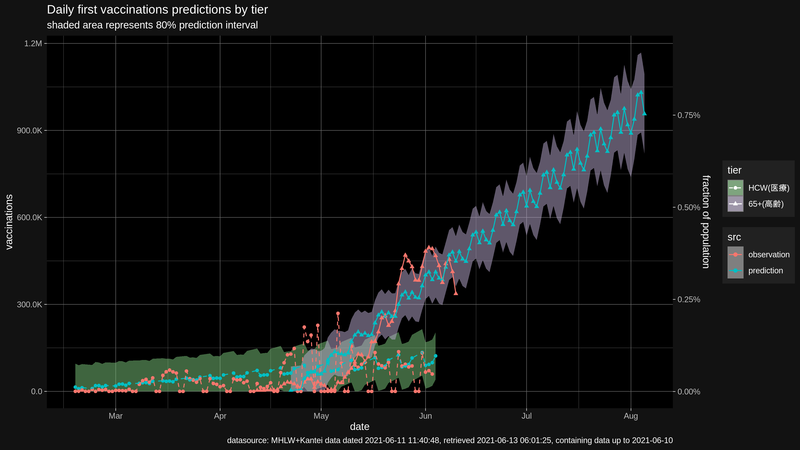 Daily first vaccinations predictions by tier
shaded area represents 80% prediction interval
1.2M
900.0K
600.0K
300.0K
0.0
vaccinations
0.75%
0.50%
0.25%
0.00%
fraction of population
Mar
Apr
May
Jun
Jul
Aug
date
tier
HCW(医療)
65+(高齢)
src
observation
prediction
datasource: MHLW+Kantei data dated 2021-06-11 11:40:48, retrieved 2021-06-13 06:01:25, containing data up to 2021-06-10